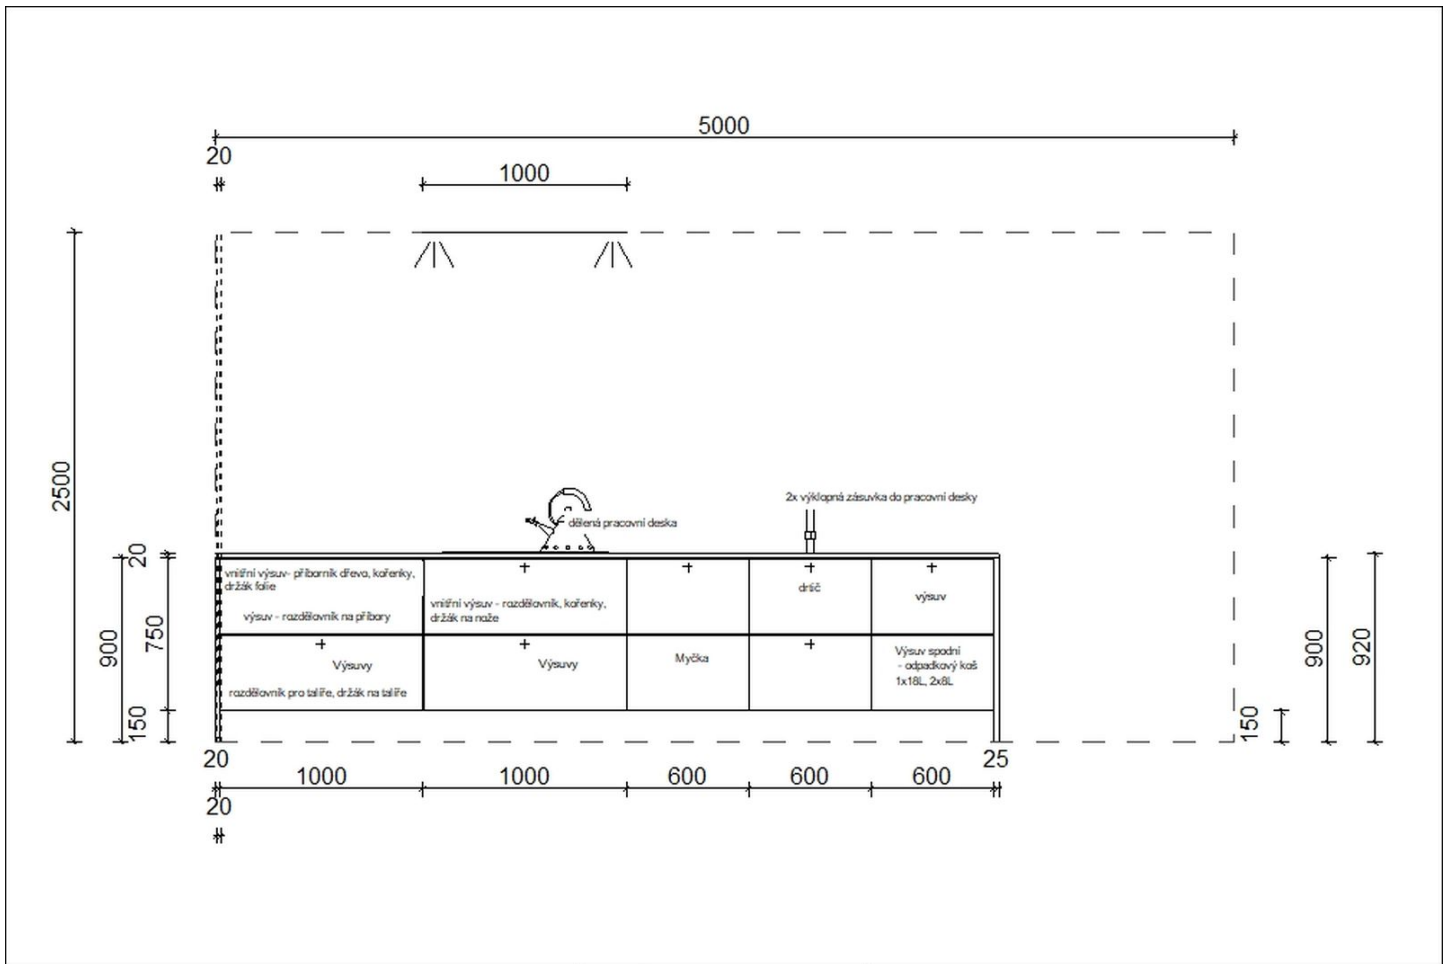 5000
20
1000
2500
2x výklopná zásuvka do pracovní desky
dělená pracovní deska
20
vnitřní výsuv- příborník dřevo, kořenky,
držák folie
výsuv - rozdělovník na příbory
vnitřní výsuv - rozdělovník, kořenky,
držák na nože
drtič
výsuv
900
750
Výsuvy
rozdělovník pro talíře, držák na talíře
Výsuvy
Myčka
Výsuv spodní
- odpadkový koš
1x18L, 2x8L
900
920
150
150
20
25
1000
1000
600
600
600
20